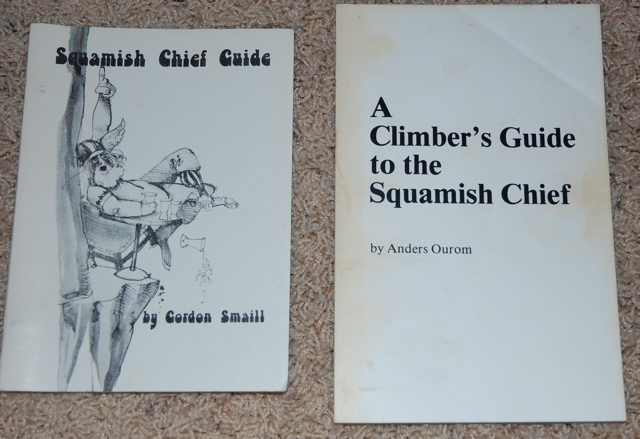 Squamish Chief Guide
by Gordon Smaill
A
Climber's Guide
to the
Squamish Chief
by Anders Ourom